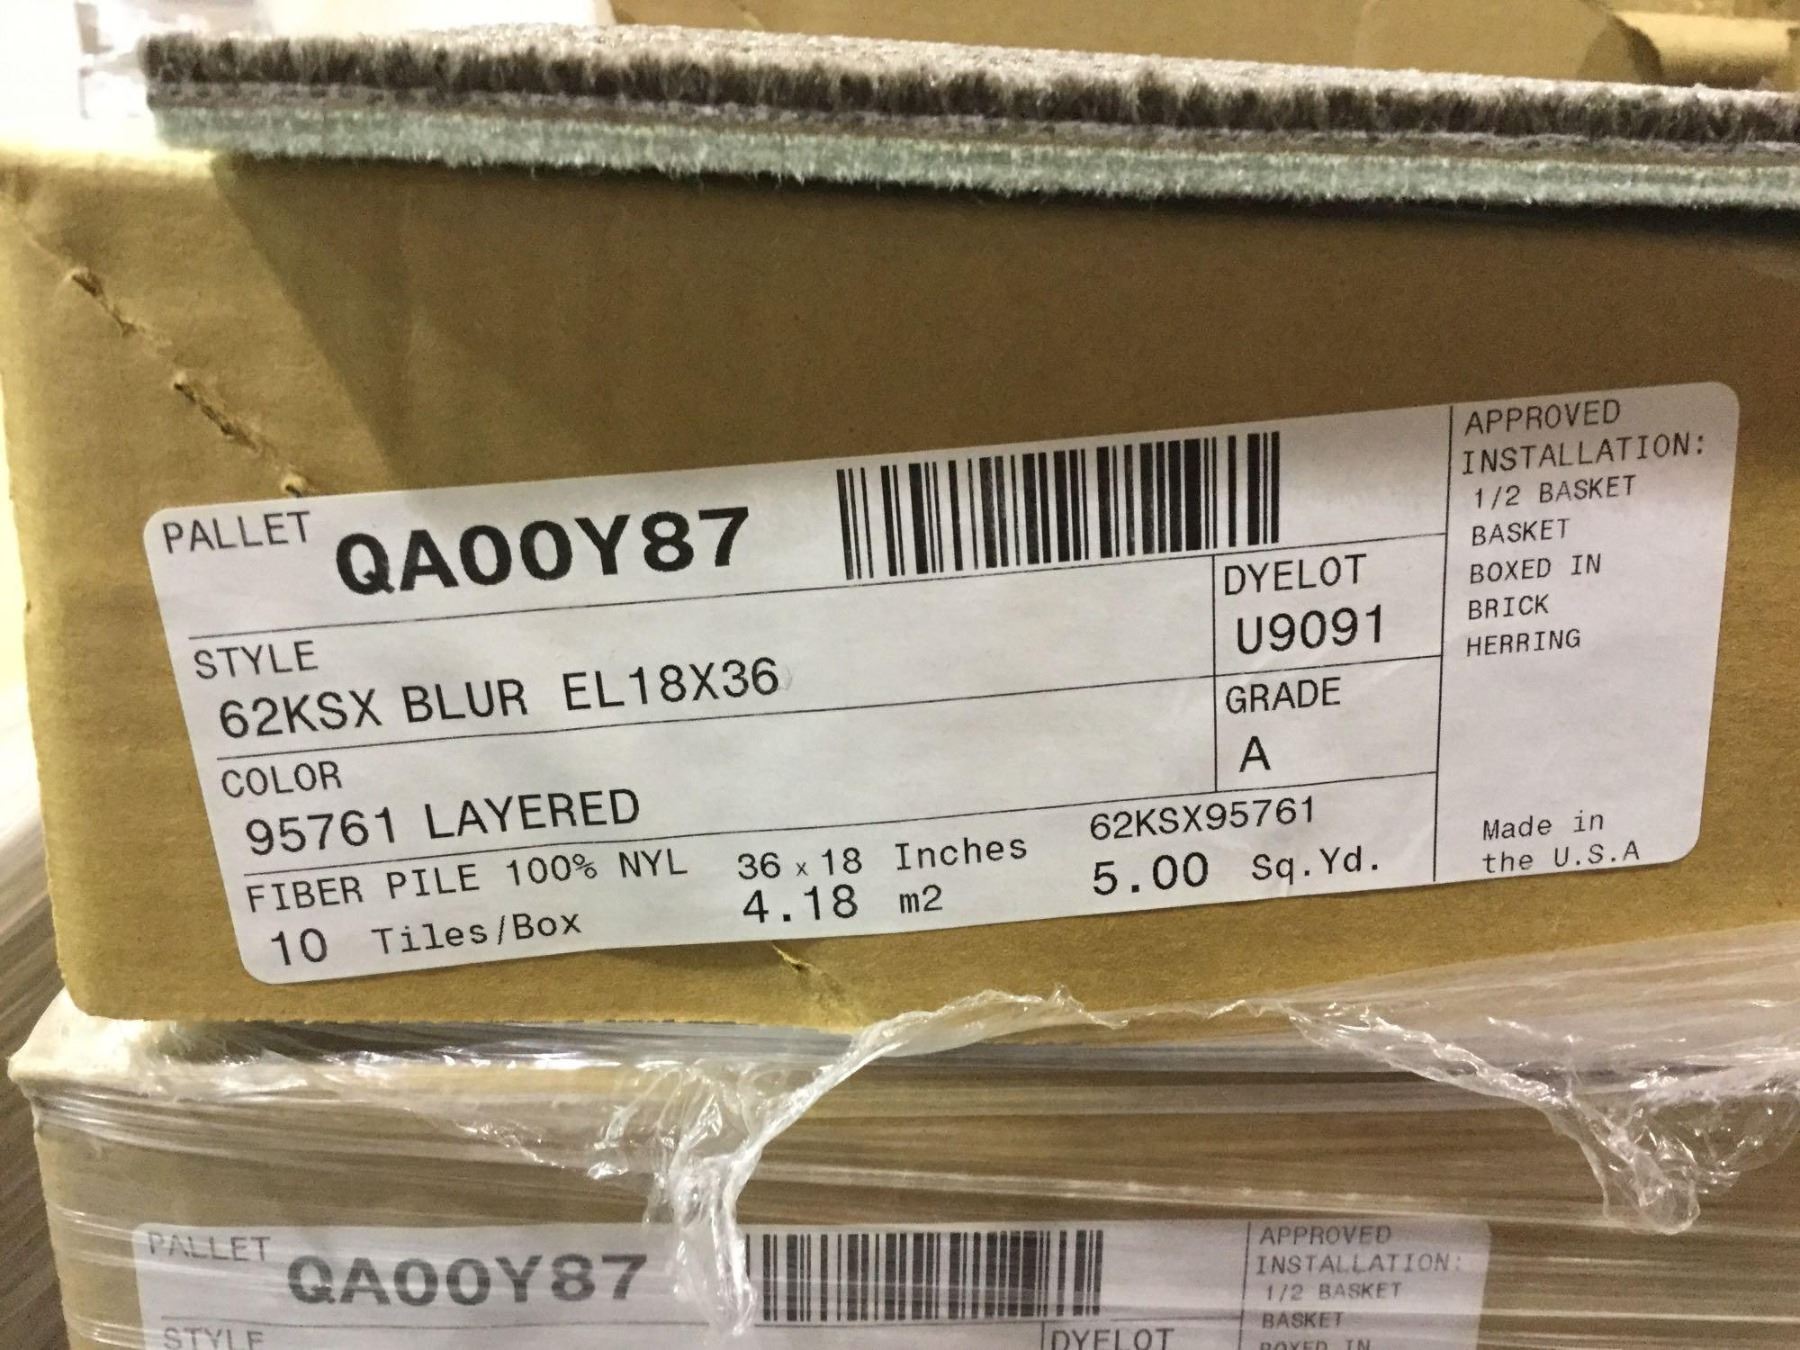 PALLET QA00Y87
STYLE
62KSX BLUR EL18X36
DYELOT
U9091
COLOR
95761 LAYERED
GRADE
A
FIBER PILE 100% NYL 36 x 18 Inches 62KSX95761
10 Tiles/Box 4.18 m2 5.00 Sq.Yd.
APPROVED
INSTALLATION:
1/2 BASKET
BASKET
BOXED IN
BRICK
HERRING
Made in
the U.S.A
PALLET QA00Y87
STYLE
DYELOT
APPROVED
INSTALLATION:
1/2 BASKET
BASKET
BOXED IN